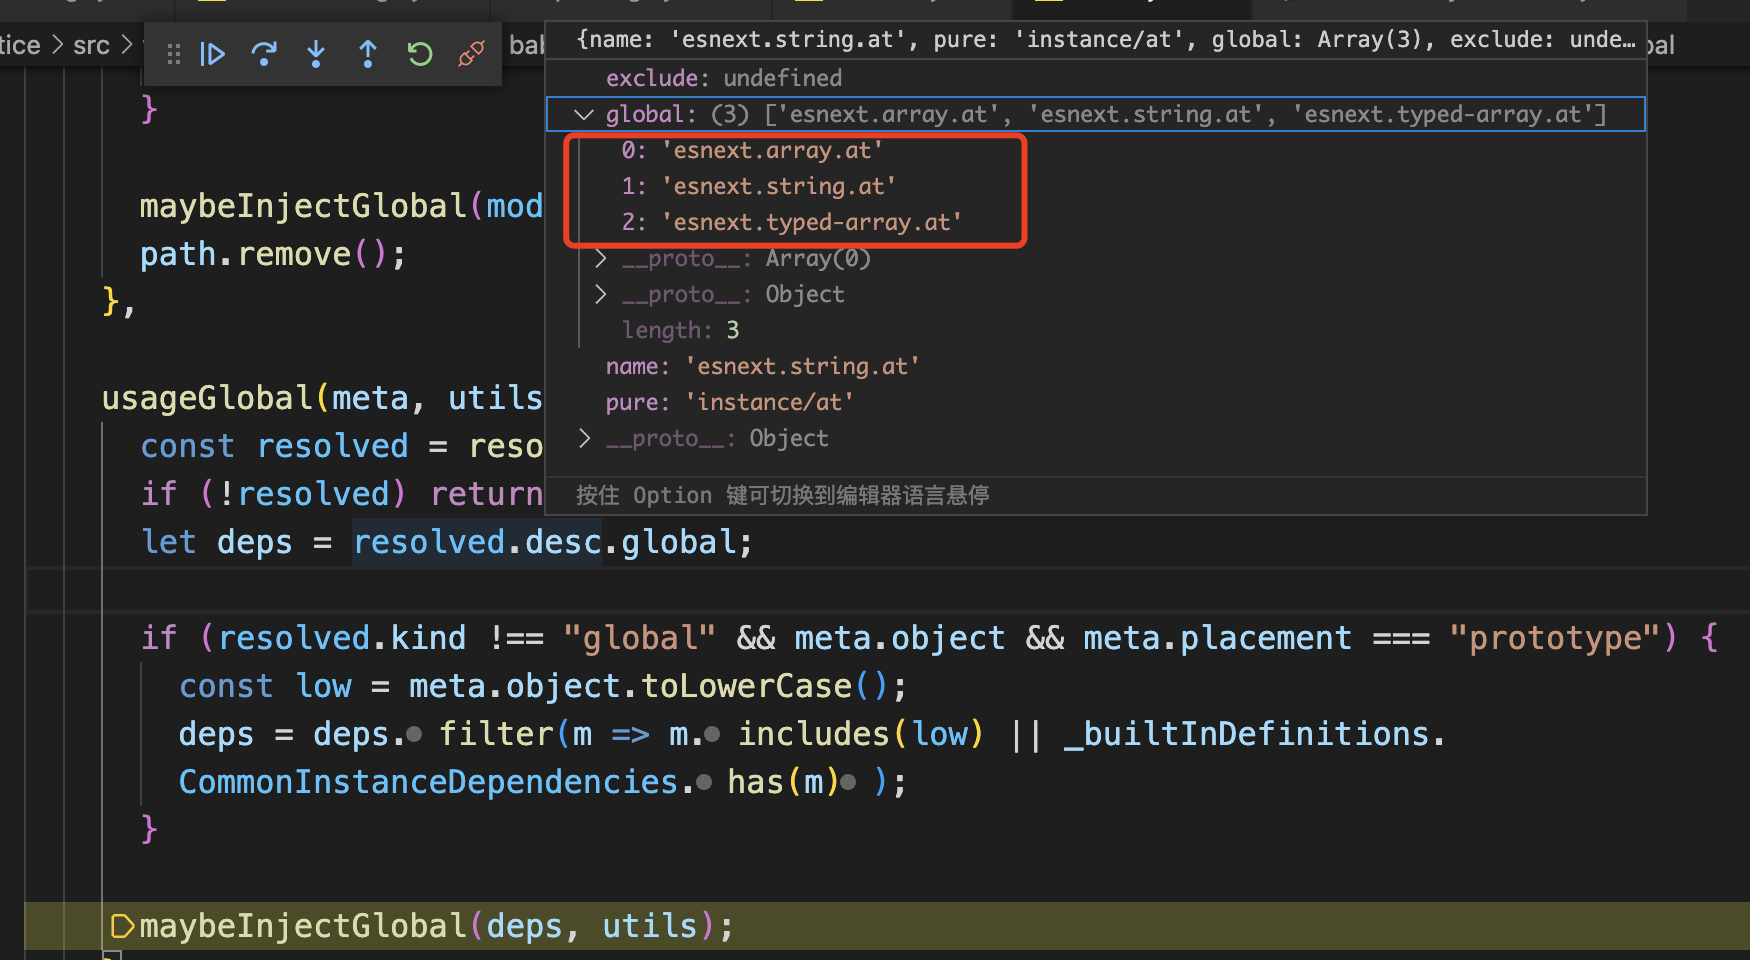 tice > src >
{name: 'esnext.string.at', pure: 'instance/at', global: Array(3), exclude: unde…
exclude: undefined
global: (3) ['esnext.array.at', 'esnext.string.at', 'esnext.typed-array.at']
0: 'esnext.array.at'
1: 'esnext.string.at'
2: 'esnext.typed-array.at'
__proto__: Array(0)
__proto__: Object
length: 3
name: 'esnext.string.at'
pure: 'instance/at'
__proto__: Object
按住 Option 键可切换到编辑器语言悬停
}
maybeInjectGlobal(mod
path.remove();
},
usageGlobal(meta, utils
const resolved = reso
if (!resolved) return
let deps = resolved.desc.global;
if (resolved.kind !== "global" && meta.object && meta.placement === "prototype") {
const low = meta.object.toLowerCase();
deps = deps. filter(m => m. includes(low) || _builtInDefinitions.
CommonInstanceDependencies. has(m) );
}
maybeInjectGlobal(deps, utils);